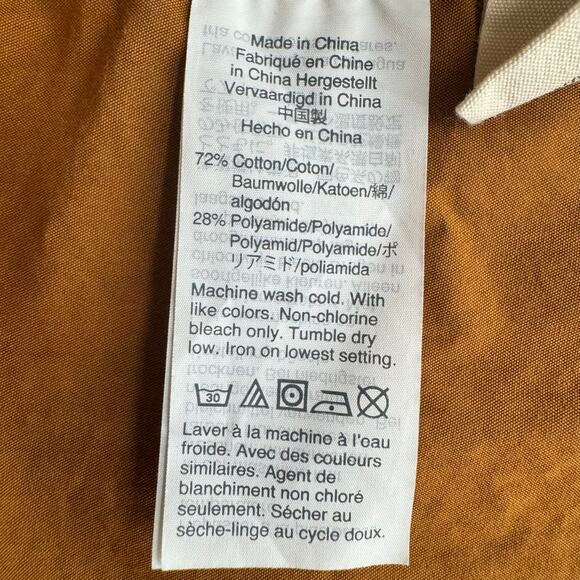 Made in China
Fabriqué en Chine
in China Hergestellt
Vervaardigd in China
中国製
Hecho en China
72% Cotton/Coton/
Baumwolle/Katoen/綿/
algodón
28% Polyamide/Polyamide/
Polyamid/Polyamide/ポ
リアミド/poliamida
Machine wash cold. With
like colors. Non-chlorine
bleach only. Tumble dry
low. Iron on lowest setting.
30
Laver à la machine à l'eau
froide. Avec des couleurs
similaires. Agent de
blanchiment non chloré
seulement. Sécher au
sèche-linge au cycle doux.